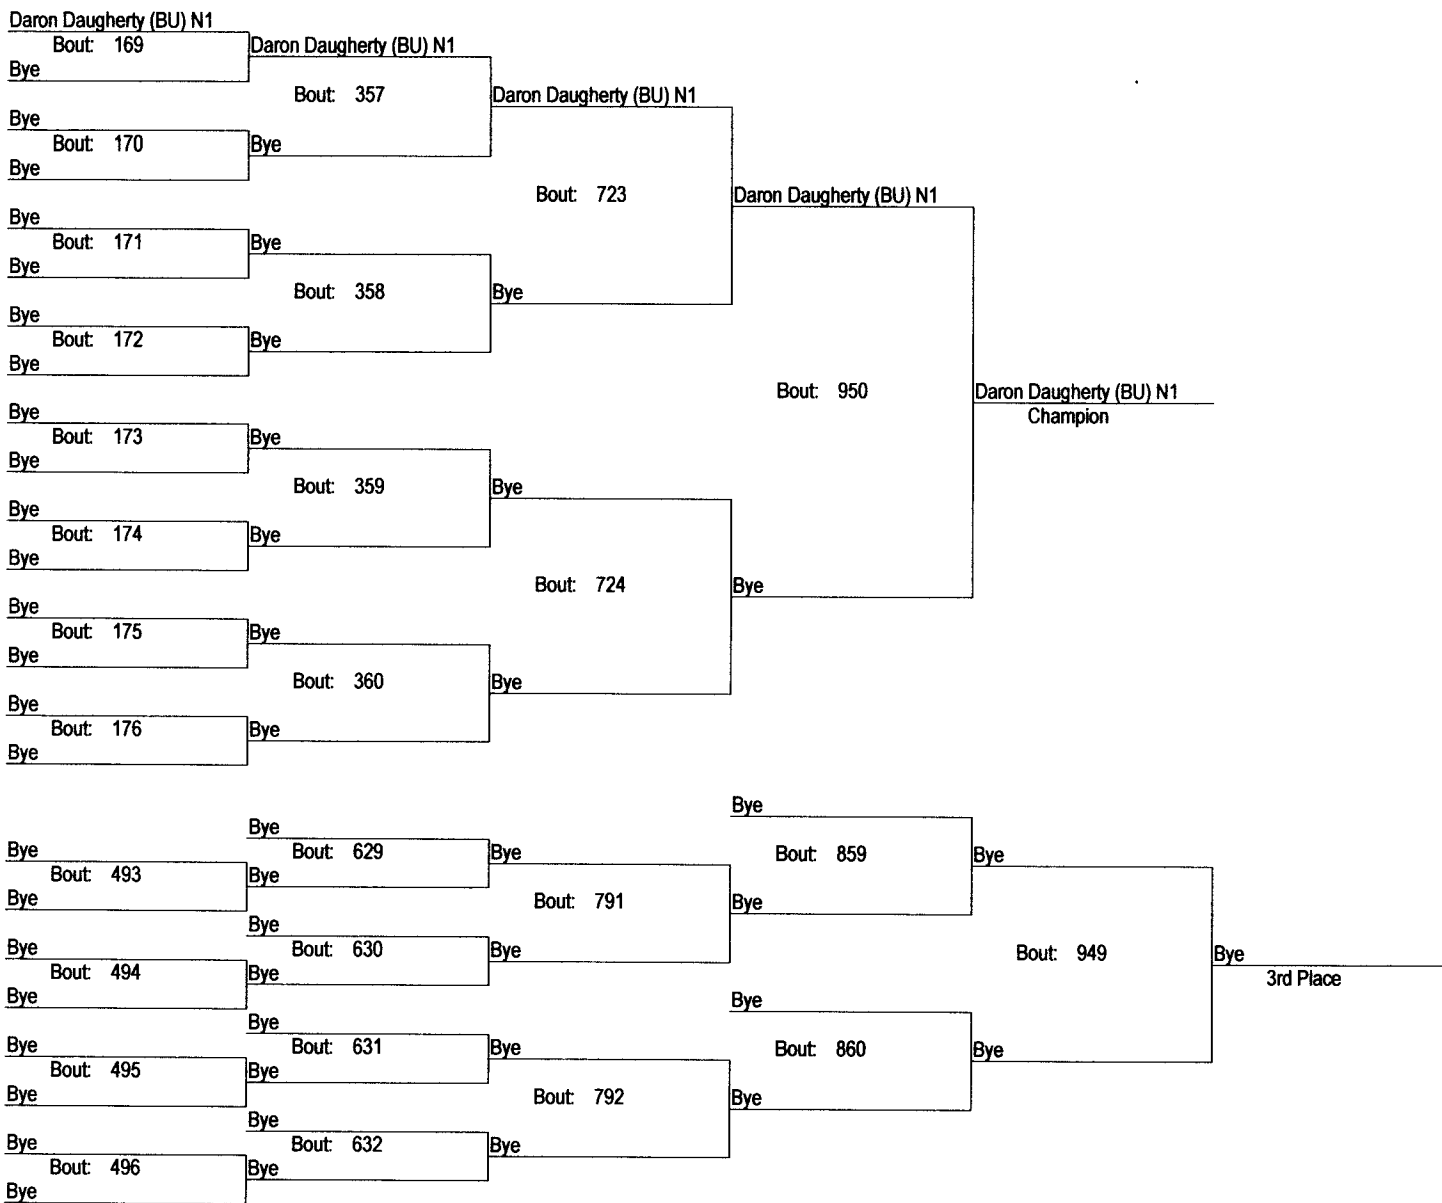 Daron Daugherty (BU) N1
Bout: 169
Daron Daugherty (BU) N1
Bye
Bout: 357
Daron Daugherty (BU) N1
Bye
Bout: 170
Bye
Bye
Bout: 723
Daron Daugherty (BU) N1
Bye
Bout: 171
Bye
Bye
Bout: 358
Bye
Bye
Bout: 172
Bye
Bye
Bout: 950
Daron Daugherty (BU) N1
Champion
Bye
Bout: 173
Bye
Bye
Bout: 359
Bye
Bye
Bout: 174
Bye
Bye
Bout: 724
Bye
Bye
Bout: 175
Bye
Bye
Bout: 360
Bye
Bye
Bout: 176
Bye
Bye
Bye
Bye
Bout: 629
Bye
Bout: 859
Bye
Bye
Bout: 493
Bye
Bye
Bout: 791
Bye
Bye
Bout: 630
Bye
Bye
Bout: 494
Bye
Bye
Bout: 949
Bye
3rd Place
Bye
Bye
Bout: 631
Bye
Bout: 860
Bye
Bye
Bout: 495
Bye
Bye
Bout: 792
Bye
Bye
Bout: 632
Bye
Bye
Bout: 496
Bye
Bye